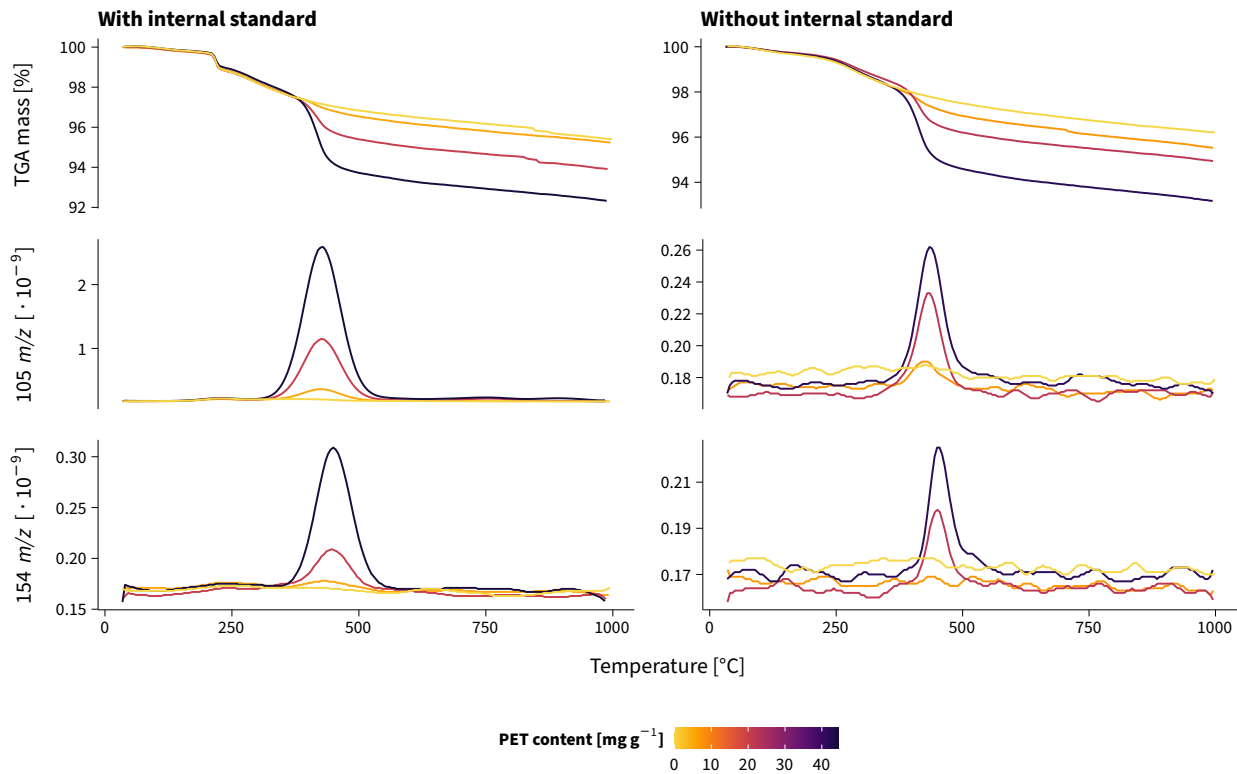 With internal standard
Without internal standard
TGA mass [%]
100
98
96
94
92
100
98
96
94
105 m/z [ · 10⁻⁹ ]
2
1
0.26
0.24
0.22
0.20
0.18
154 m/z [ · 10⁻⁹ ]
0.30
0.25
0.20
0.15
0.21
0.19
0.17
0 250 500 750 1000
0 250 500 750 1000
Temperature [°C]
PET content [mg g⁻¹]
0 10 20 30 40